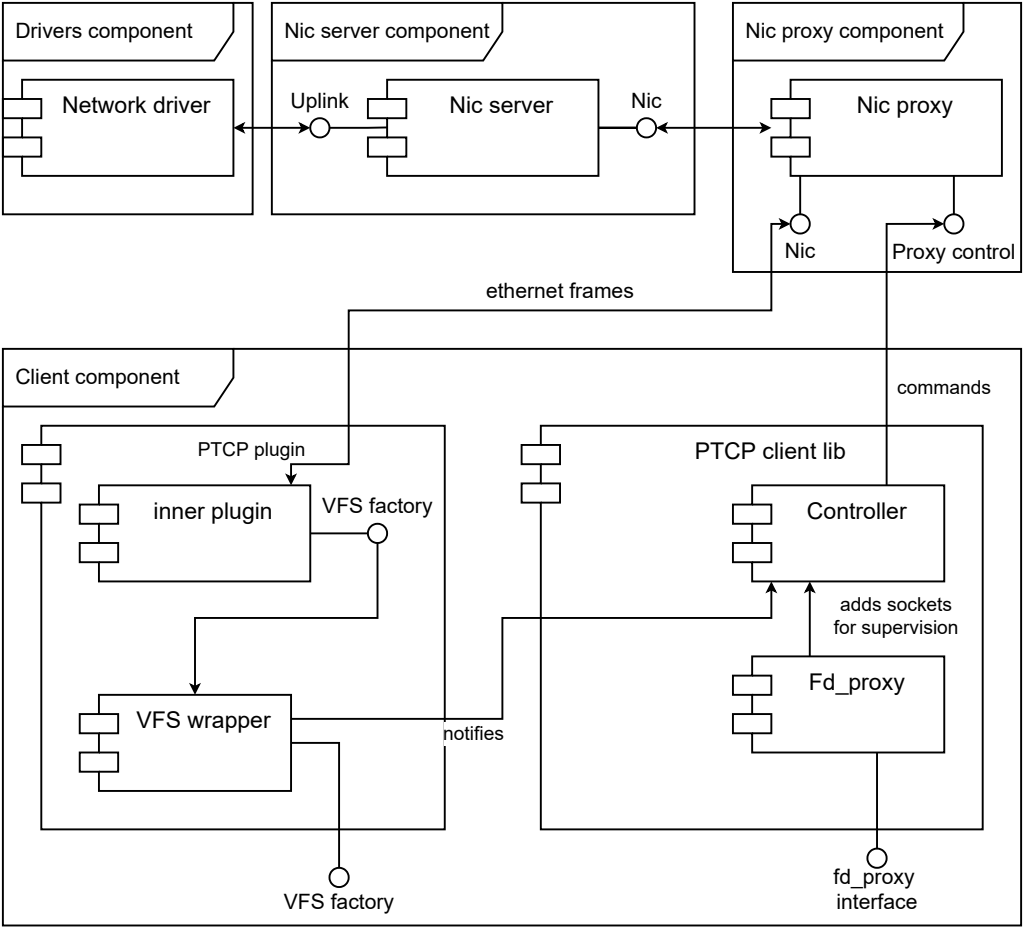 Drivers component
Nic server component
Nic proxy component
Network driver
Uplink
Nic server
Nic
Nic proxy
Nic
Proxy control
ethernet frames
Client component
commands
PTCP plugin
PTCP client lib
inner plugin
VFS factory
Controller
adds sockets
for supervision
Fd_proxy
VFS wrapper
notifies
fd_proxy
interface
VFS factory